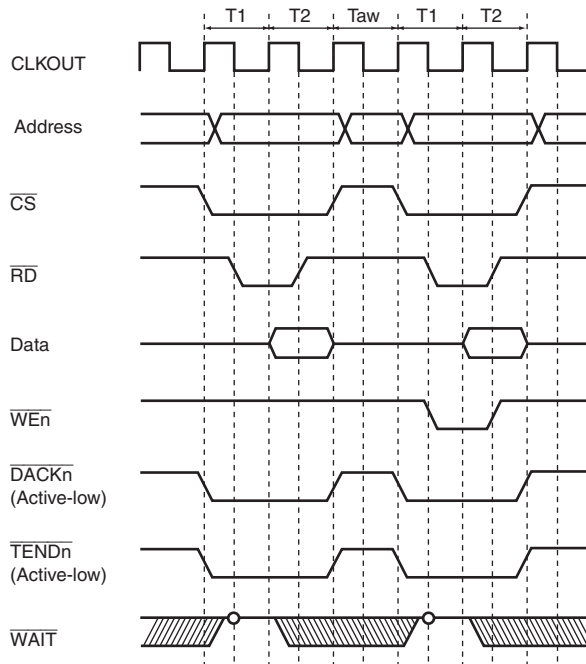 T1 T2 Taw T1 T2
CLKOUT
Address
CS
RD
Data
WEn
DACKn
(Active-low)
TENDn
(Active-low)
WAIT